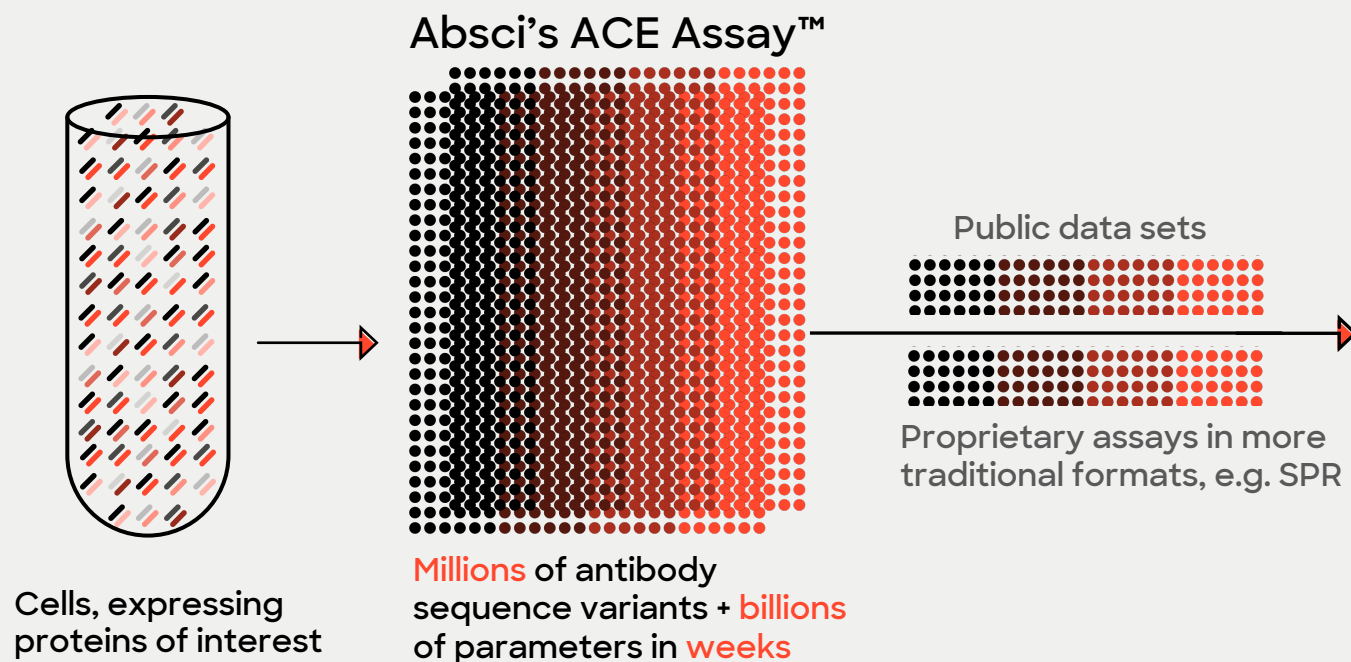 Absci's ACE Assay™
Public data sets
Proprietary assays in more
traditional formats, e.g. SPR
Millions of antibody
sequence variants + billions
of parameters in weeks
Cells, expressing
proteins of interest